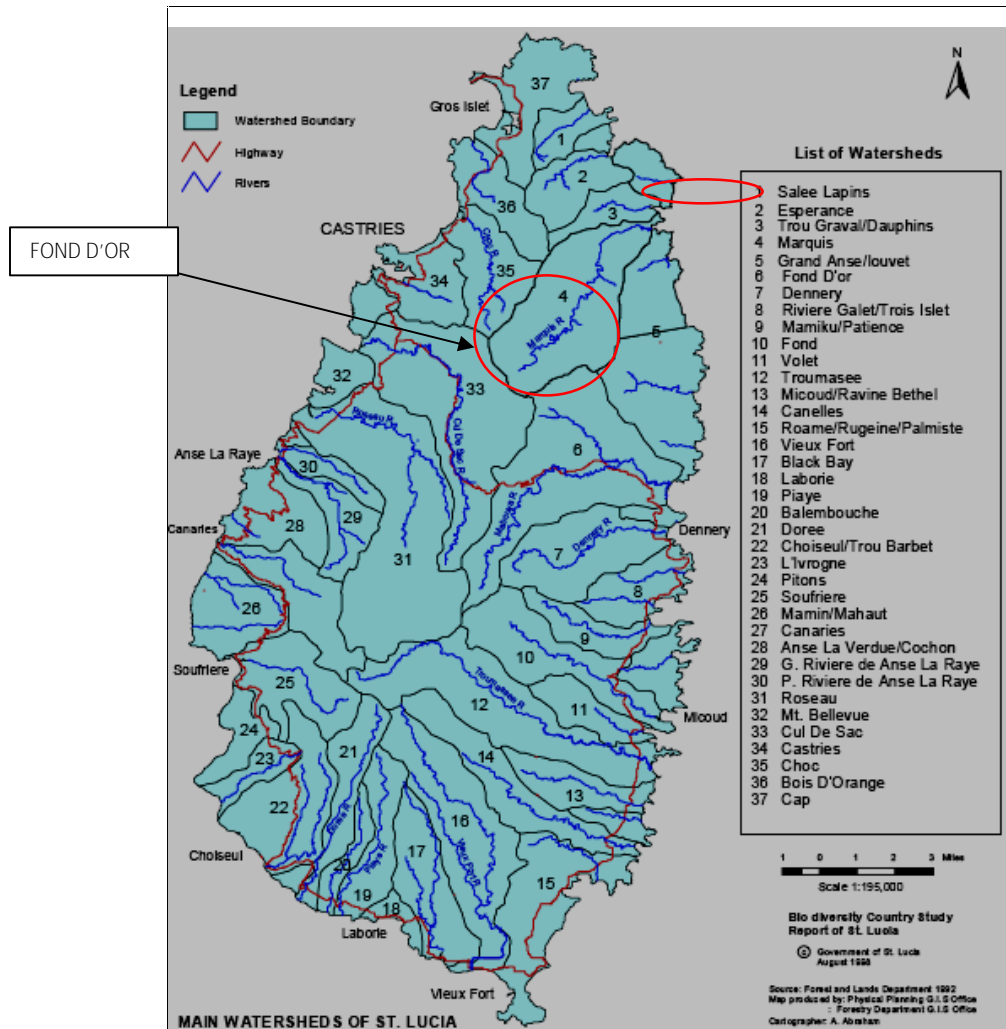 FOND D'OR
Legend
Watershed Boundary
Highway
Rivers
N
Gros Islet
CASTRIES
Anse La Raye
Canaries
Soufriere
Choiseul
Laborie
Vieux Fort
Micoud
Dennery
37
1
2
3
36
35
34
4
Marquis R
5
32
33
Cul De Sac R
Roseau R
6
30
29
28
31
7
Dennery R
8
26
9
10
25
Troumassee R
12
11
24
21
14
23
13
22
16
20
17
Vieux Fort R
15
19
18
List of Watersheds
1 Salee Lapins
2 Esperance
3 Trou Graval/Dauphins
4 Marquis
5 Grand Anse/louvet
6 Fond D'or
7 Dennery
8 Riviere Galet/Trois Islet
9 Mamiku/Patience
10 Fond
11 Volet
12 Troumasee
13 Micoud/Ravine Bethel
14 Canelles
15 Roame/Rugeine/Palmiste
16 Vieux Fort
17 Black Bay
18 Laborie
19 Piaye
20 Balembouche
21 Doree
22 Choiseul/Trou Barbet
23 L'Ivrogne
24 Pitons
25 Soufriere
26 Mamin/Mahaut
27 Canaries
28 Anse La Verdue/Cochon
29 G. Riviere de Anse La Raye
30 P. Riviere de Anse La Raye
31 Roseau
32 Mt. Bellevue
33 Cul De Sac
34 Castries
35 Choc
36 Bois D'Orange
37 Cap
1 0 1 2 3 Miles
Scale 1:195,000
Bio diversity Country Study
Report of St. Lucia
© Government of St. Lucia
August 1998
Source: Forest and Lands Department 1992
Map produced by: Physical Planning G.I.S Office
: Forestry Department G.I.S Office
Cartographer: A. Abraham
MAIN WATERSHEDS OF ST. LUCIA